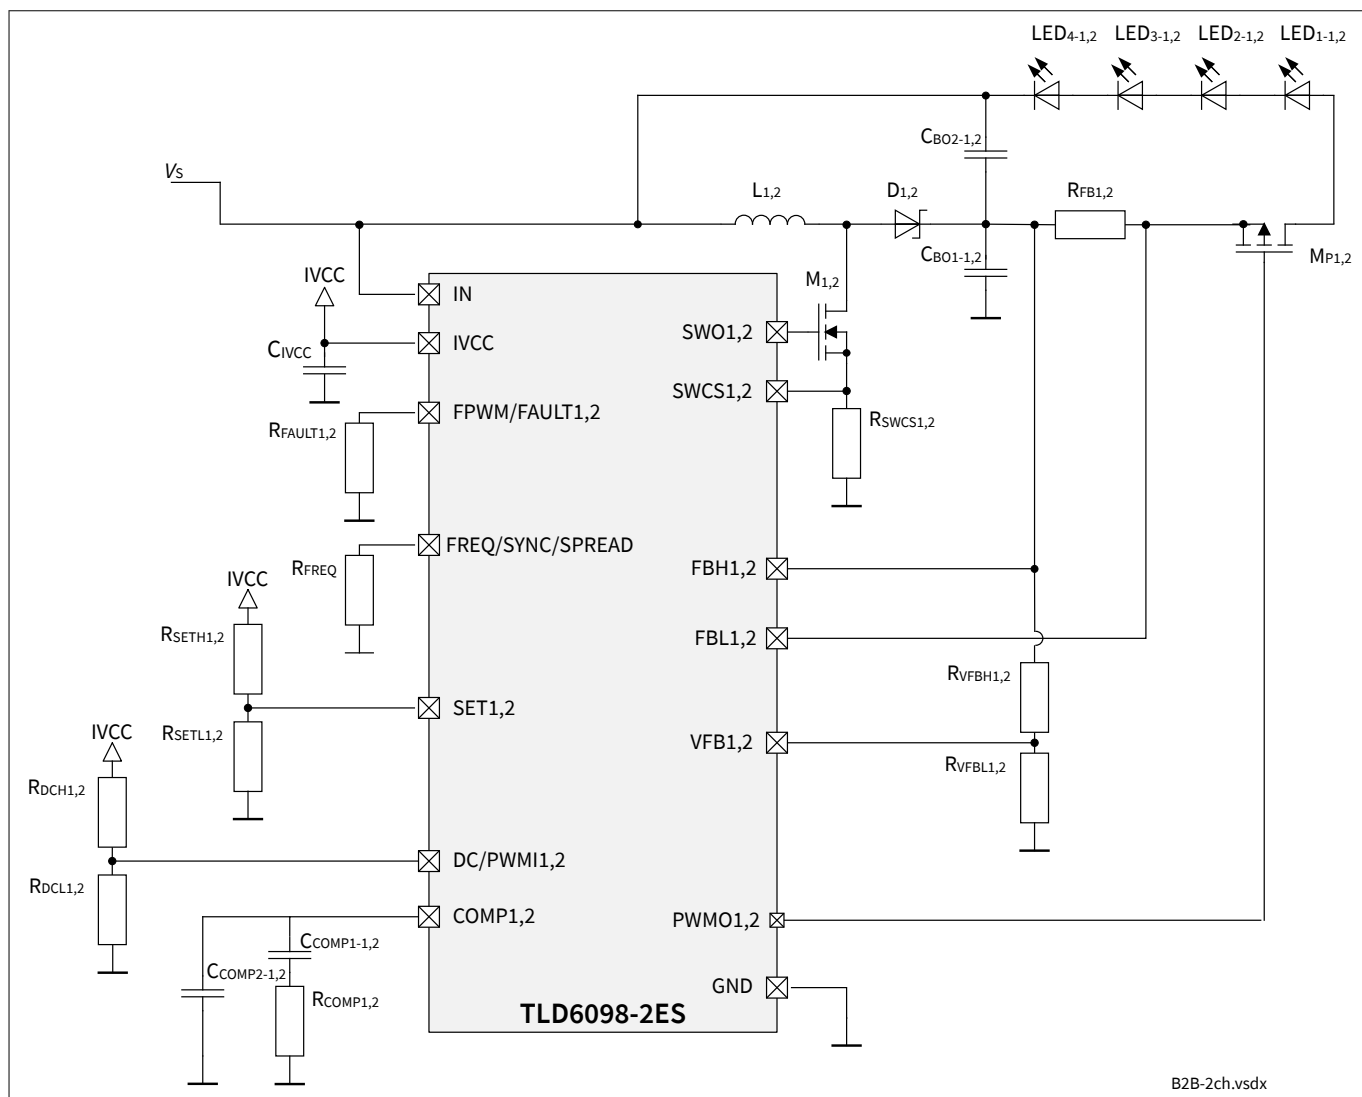 LED4-1,2 LED3-1,2 LED2-1,2 LED1-1,2
CBO2-1,2
VS
L1,2 D1,2 RFB1,2
CBO1-1,2 MP1,2
IVCC M1,2
IN
SWO1,2
IVCC
CIVCC
SWCS1,2
FPWM/FAULT1,2
RFAULT1,2 RSWCS1,2
FREQ/SYNC/SPREAD
RFREQ FBH1,2
IVCC
RSETH1,2 FBL1,2
RVFBH1,2
SET1,2
IVCC RSETL1,2 VFB1,2
RVFBL1,2
RDCH1,2
DC/PWMI1,2
RDCL1,2
COMP1,2 PWMO1,2
CCOMP1-1,2
CCOMP2-1,2
RCOMP1,2 GND
TLD6098-2ES
B2B-2ch.vsdx